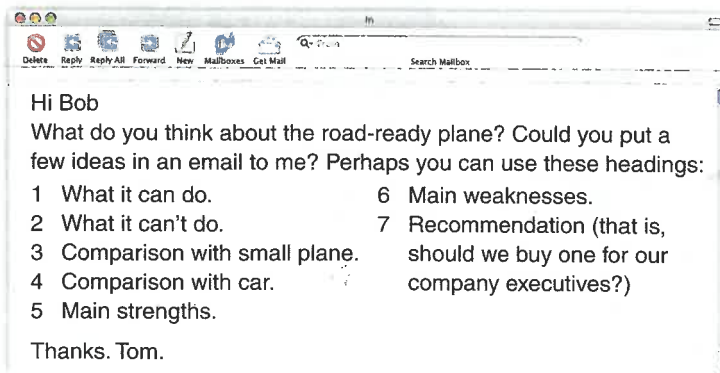 In
Delete Reply Reply All Forward New Mailboxes Get Mail Search Mailbox
Hi Bob
What do you think about the road-ready plane? Could you put a
few ideas in an email to me? Perhaps you can use these headings:
1 What it can do.
2 What it can't do.
3 Comparison with small plane.
4 Comparison with car.
5 Main strengths.
6 Main weaknesses.
7 Recommendation (that is,
should we buy one for our
company executives?)
Thanks. Tom.